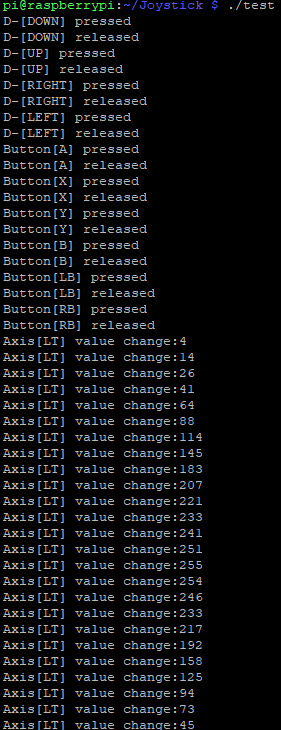 pi@raspberrypi:~/Joystick $ ./test
D-[DOWN] pressed
D-[DOWN] released
D-[UP] pressed
D-[UP] released
D-[RIGHT] pressed
D-[RIGHT] released
D-[LEFT] pressed
D-[LEFT] released
Button[A] pressed
Button[A] released
Button[X] pressed
Button[X] released
Button[Y] pressed
Button[Y] released
Button[B] pressed
Button[B] released
Button[LB] pressed
Button[LB] released
Button[RB] pressed
Button[RB] released
Axis[LT] value change:4
Axis[LT] value change:14
Axis[LT] value change:26
Axis[LT] value change:41
Axis[LT] value change:64
Axis[LT] value change:88
Axis[LT] value change:114
Axis[LT] value change:145
Axis[LT] value change:183
Axis[LT] value change:207
Axis[LT] value change:221
Axis[LT] value change:233
Axis[LT] value change:241
Axis[LT] value change:251
Axis[LT] value change:255
Axis[LT] value change:254
Axis[LT] value change:246
Axis[LT] value change:233
Axis[LT] value change:217
Axis[LT] value change:192
Axis[LT] value change:158
Axis[LT] value change:125
Axis[LT] value change:94
Axis[LT] value change:73
Axis[LT] value change:45